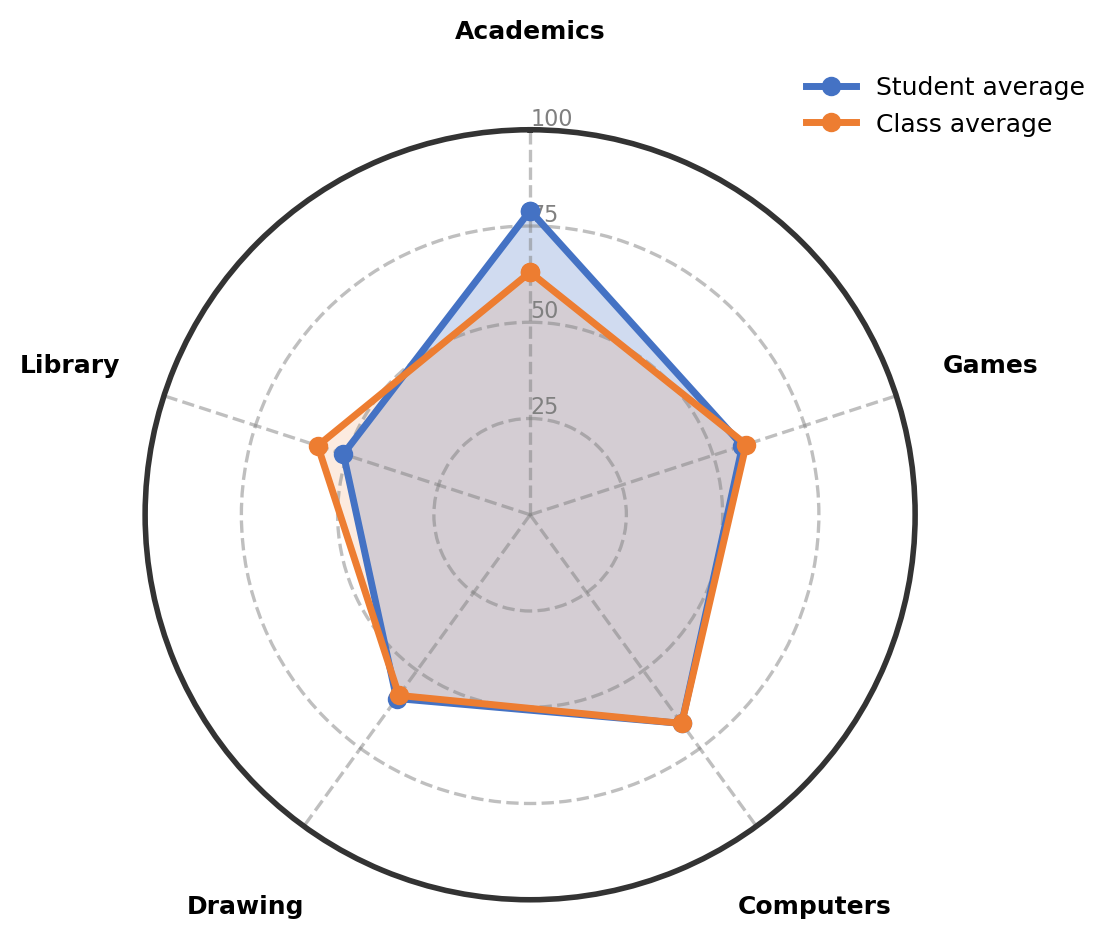 Academics
Student average
Class average
100
75
50
25
Library
Games
Drawing
Computers